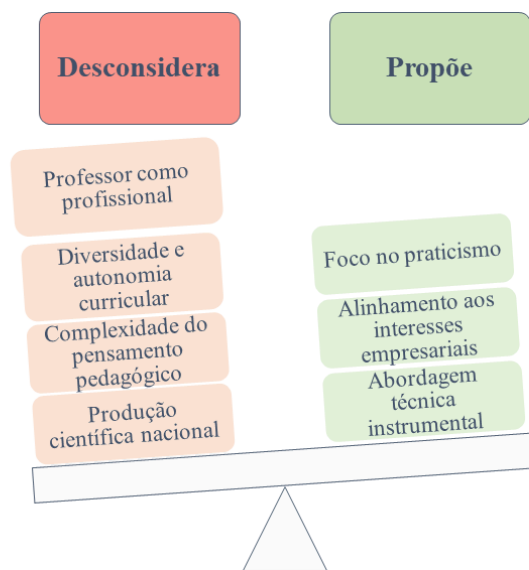 Desconsidera
Professor como
profissional
Diversidade e
autonomia
curricular
Complexidade do
pensamento
pedagógico
Produção
científica nacional
Propõe
Foco no praticismo
Alinhamento aos
interesses
empresariais
Abordagem
técnica
instrumental